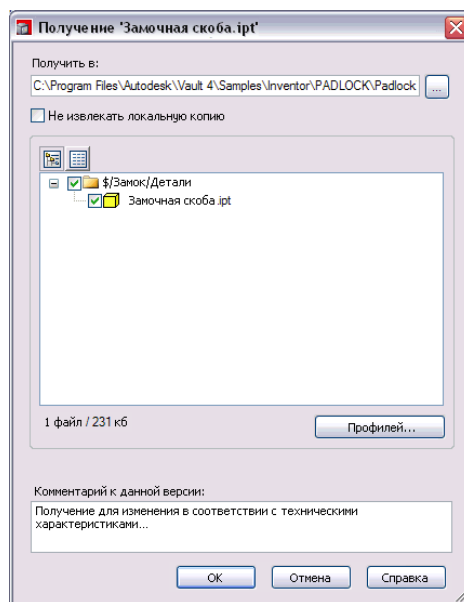 Получение 'Замочная скоба.ipt'
Получить в:
C:\Program Files\Autodesk\Vault 4\Samples\Inventor\PADLOCK\Padlock
...
Не извлекать локальную копию
$/Замок/Детали
Замочная скоба.ipt
1 файл / 231 кб
Профилей...
Комментарий к данной версии:
Получение для изменения в соответствии с техническими
характеристиками...
OK
Отмена
Справка